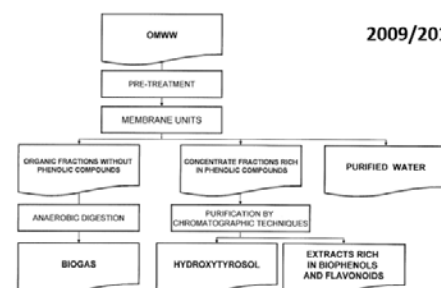 OMWW
2009/201
PRE-TREATMENT
MEMBRANE UNITS
ORGANIC FRACTIONS WITHOUT
PHENOLIC COMPOUNDS
CONCENTRATE FRACTIONS RICH
IN PHENOLIC COMPOUNDS
PURIFIED WATER
ANAEROBIC DIGESTION
PURIFICATION BY
CHROMATOGRAPHIC TECHNIQUES
BIOGAS
HYDROXYTYROSOL
EXTRACTS RICH
IN BIOPHENOLS
AND FLAVONOIDS